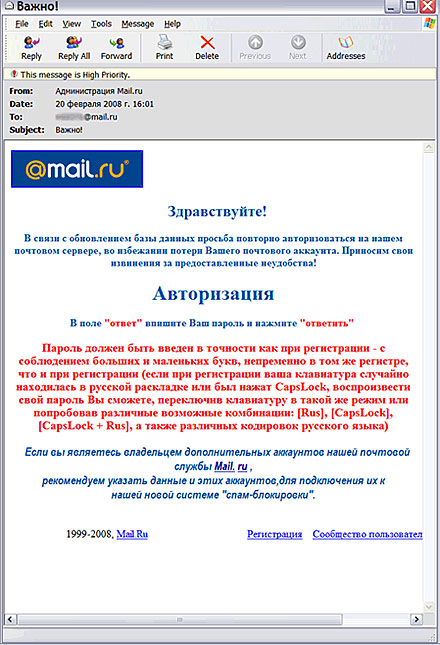 Важно!
File Edit View Tools Message Help
Reply Reply All Forward Print Delete Previous Next Addresses
This message is High Priority.
From: Администрация Mail.ru
Date: 20 февраля 2008 г. 16:01
To: @mail.ru
Subject: Важно!
@mail.ru®
Здравствуйте!
В связи с обновлением базы данных просьба повторно авторизоваться на нашем
почтовом сервере, во избежании потери Вашего почтового аккаунта. Приносим свои
извинения за предоставленные неудобства!
Авторизация
В поле "ответ" впишите Ваш пароль и нажмите "ответить"
Пароль должен быть введен в точности как при регистрации - с
соблюдением больших и маленьких букв, непременно в том же регистре,
что и при регистрации (если при регистрации ваша клавиатура случайно
находилась в русской раскладке или был нажат CapsLock, воспроизвести
свой пароль Вы сможете, переключив клавиатуру в такой же режим или
попробовав различные возможные комбинации: [Rus], [CapsLock],
[CapsLock + Rus], а также различных кодировок русского языка)
Если вы являетесь владельцем дополнительных аккаунтов нашей почтовой
службы Mail. ru ,
рекомендуем указать данные и этих аккаунтов,для подключения их к
нашей новой системе "спам-блокировки".
1999-2008, Mail.Ru Регистрация Сообщество пользовател